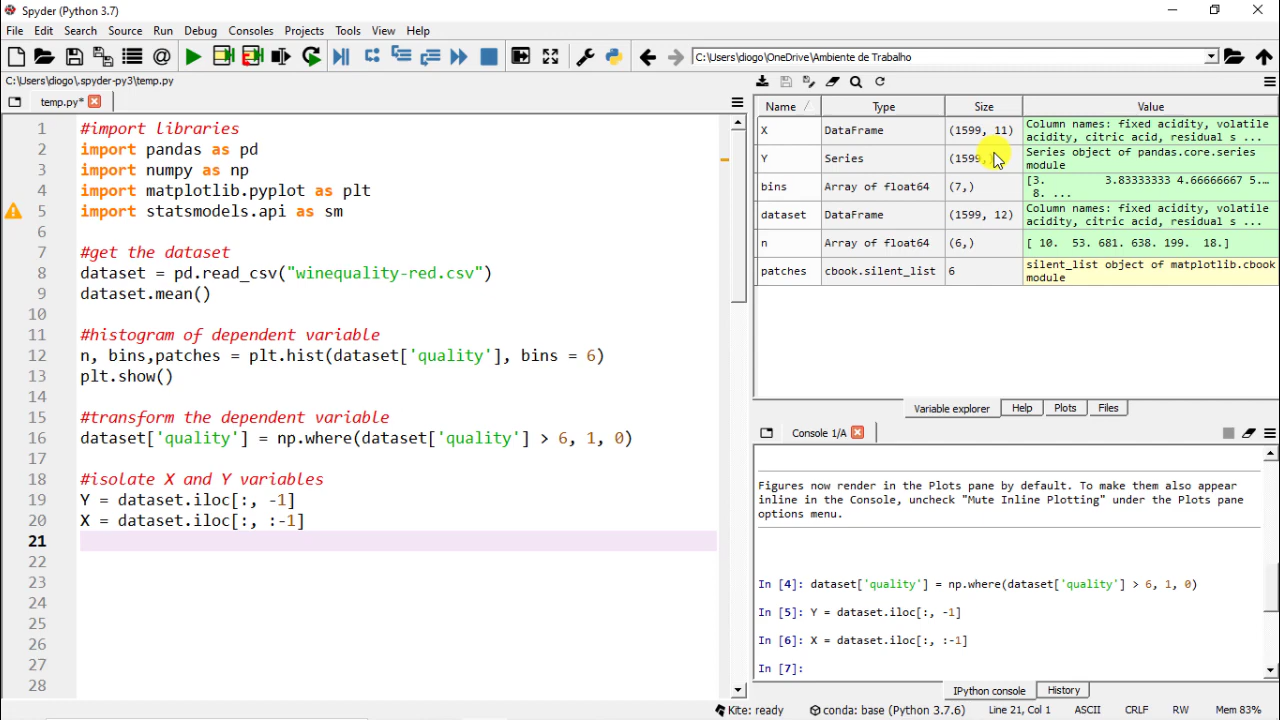 Spyder (Python 3.7)
File Edit Search Source Run Debug Consoles Projects Tools View Help
C:\Users\diogo\OneDrive\Ambiente de Trabalho
C:\Users\diogo\.spyder-py3\temp.py
temp.py*
1 #import libraries
2 import pandas as pd
3 import numpy as np
4 import matplotlib.pyplot as plt
5 import statsmodels.api as sm
6
7 #get the dataset
8 dataset = pd.read_csv("winequality-red.csv")
9 dataset.mean()
10
11 #histogram of dependent variable
12 n, bins,patches = plt.hist(dataset['quality'], bins = 6)
13 plt.show()
14
15 #transform the dependent variable
16 dataset['quality'] = np.where(dataset['quality'] > 6, 1, 0)
17
18 #isolate X and Y variables
19 Y = dataset.iloc[:, -1]
20 X = dataset.iloc[:, :-1]
21
22
23
24
25
26
27
28
Name Type Size Value
X DataFrame (1599, 11) Column names: fixed acidity, volatile
acidity, citric acid, residual s ...
Y Series (1599, Series object of pandas.core.series
module
bins Array of float64 (7,) [3. 3.83333333 4.66666667 5.…
8. ...
dataset DataFrame (1599, 12) Column names: fixed acidity, volatile
acidity, citric acid, residual s ...
n Array of float64 (6,) [ 10. 53. 681. 638. 199. 18.]
patches cbook.silent_list 6 silent_list object of matplotlib.cbook
module
Variable explorer Help Plots Files
Console 1/A
Figures now render in the Plots pane by default. To make them also appear
inline in the Console, uncheck "Mute Inline Plotting" under the Plots pane
options menu.
In [4]: dataset['quality'] = np.where(dataset['quality'] > 6, 1, 0)
In [5]: Y = dataset.iloc[:, -1]
In [6]: X = dataset.iloc[:, :-1]
In [7]:
IPython console History
Kite: ready conda: base (Python 3.7.6) Line 21, Col 1 ASCII CRLF RW Mem 83%